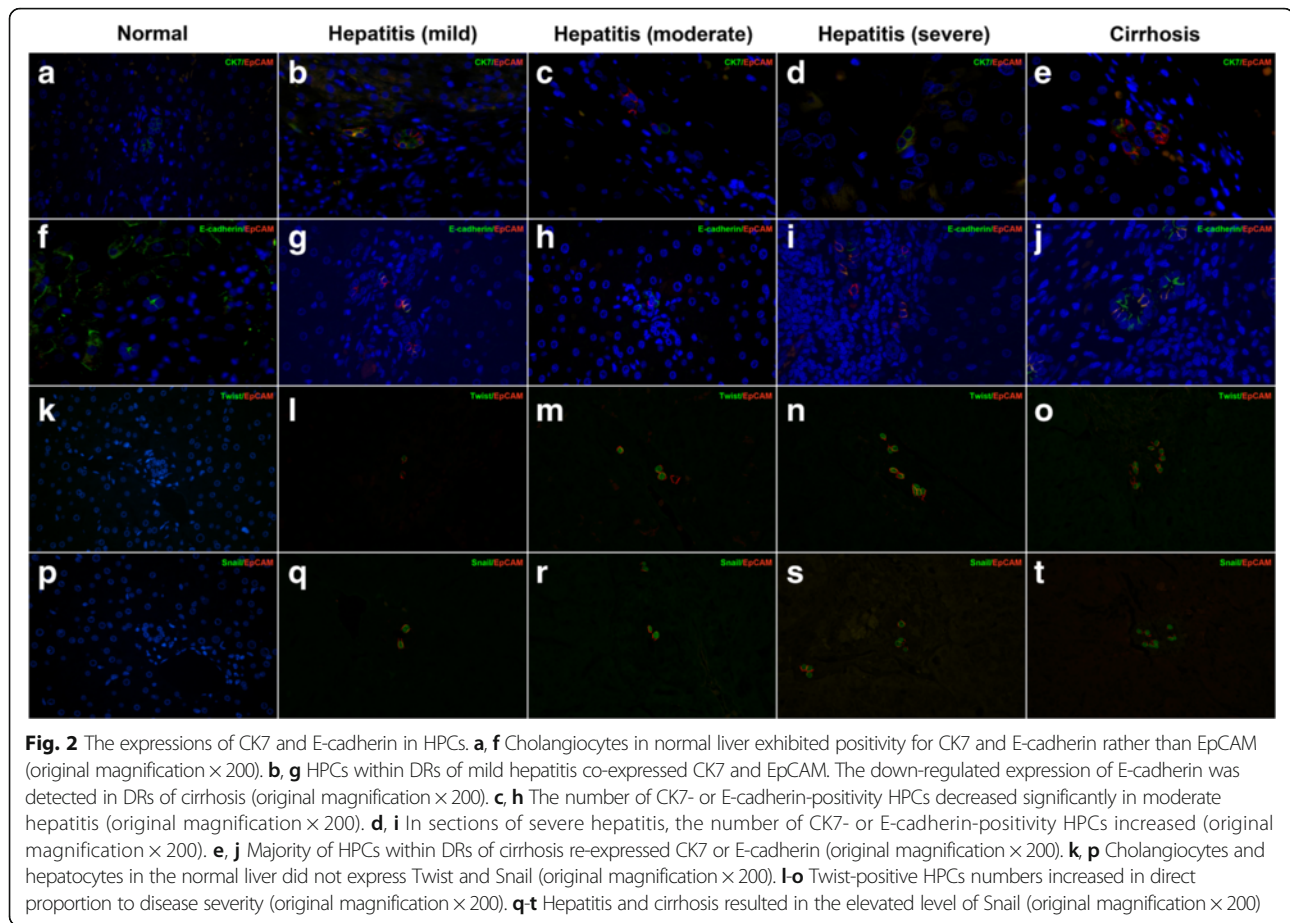 Normal
Hepatitis (mild)
Hepatitis (moderate)
Hepatitis (severe)
Cirrhosis
a
CK7/EpCAM
b
CK7/EpCAM
c
CK7/EpCAM
d
CK7/EpCAM
e
CK7/EpCAM
f
E-cadherin/EpCAM
g
E-cadherin/EpCAM
h
E-cadherin/EpCAM
i
E-cadherin/EpCAM
j
E-cadherin/EpCAM
k
Twist/EpCAM
l
Twist/EpCAM
m
Twist/EpCAM
n
Twist/EpCAM
o
Twist/EpCAM
p
Snail/EpCAM
q
Snail/EpCAM
r
Snail/EpCAM
s
Snail/EpCAM
t
Snail/EpCAM
Fig. 2 The expressions of CK7 and E-cadherin in HPCs. a, f Cholangiocytes in normal liver exhibited positivity for CK7 and E-cadherin rather than EpCAM
(original magnification × 200). b, g HPCs within DRs of mild hepatitis co-expressed CK7 and EpCAM. The down-regulated expression of E-cadherin was
detected in DRs of cirrhosis (original magnification × 200). c, h The number of CK7- or E-cadherin-positivity HPCs decreased significantly in moderate
hepatitis (original magnification × 200). d, i In sections of severe hepatitis, the number of CK7- or E-cadherin-positivity HPCs increased (original
magnification × 200). e, j Majority of HPCs within DRs of cirrhosis re-expressed CK7 or E-cadherin (original magnification × 200). k, p Cholangiocytes and
hepatocytes in the normal liver did not express Twist and Snail (original magnification × 200). l-o Twist-positive HPCs numbers increased in direct
proportion to disease severity (original magnification × 200). q-t Hepatitis and cirrhosis resulted in the elevated level of Snail (original magnification × 200)